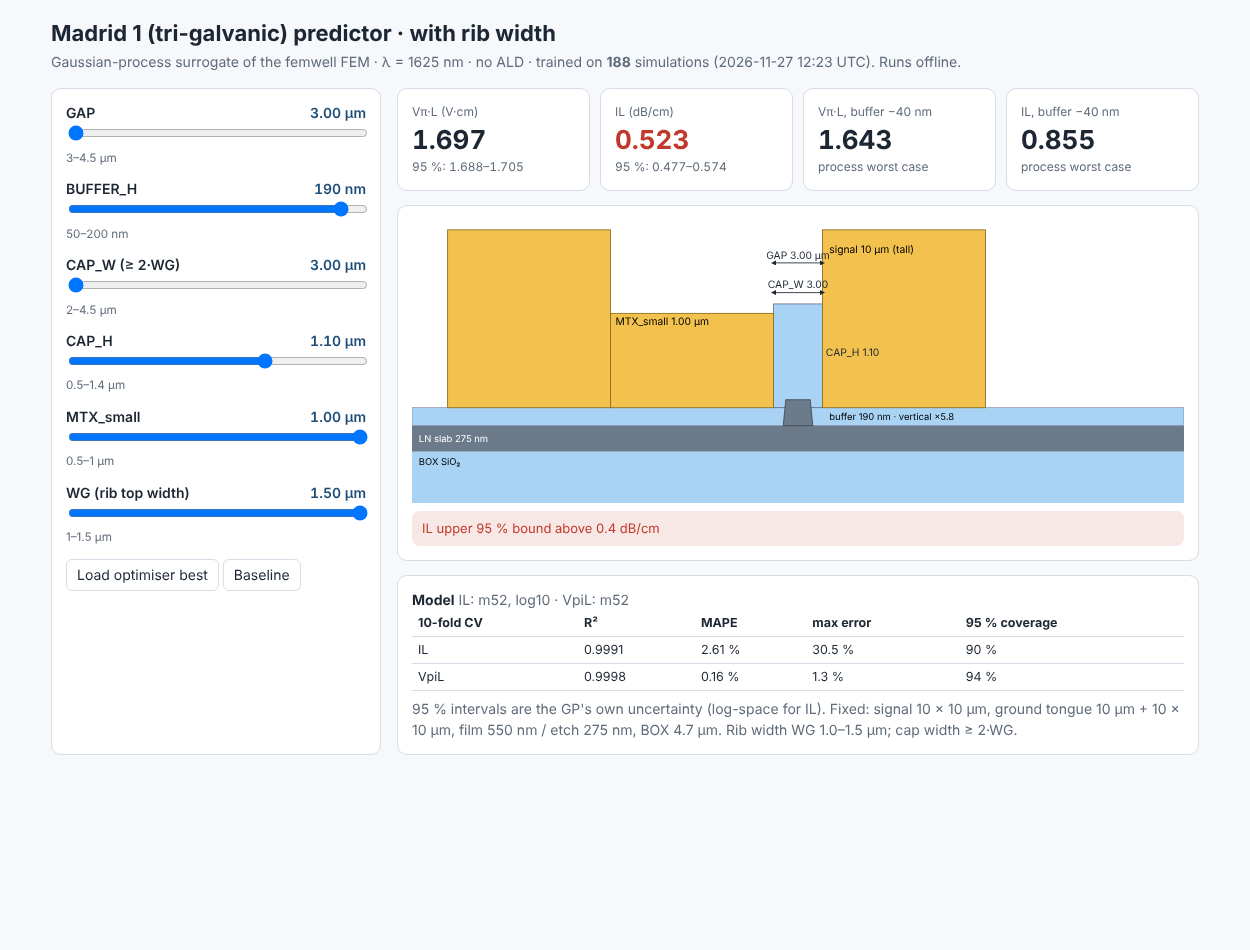 Madrid 1 (tri-galvanic) predictor · with rib width
Gaussian-process surrogate of the femwell FEM · λ = 1625 nm · no ALD · trained on 188 simulations (2026-11-27 12:23 UTC). Runs offline.
GAP 3.00 µm
3–4.5 µm
BUFFER_H 190 nm
50–200 nm
CAP_W (≥ 2·WG) 3.00 µm
2–4.5 µm
CAP_H 1.10 µm
0.5–1.4 µm
MTX_small 1.00 µm
0.5–1 µm
WG (rib top width) 1.50 µm
1–1.5 µm
Load optimiser best Baseline
Vπ·L (V·cm)
1.697
95 %: 1.688–1.705
IL (dB/cm)
0.523
95 %: 0.477–0.574
Vπ·L, buffer −40 nm
1.643
process worst case
IL, buffer −40 nm
0.855
process worst case
signal 10 µm (tall)
GAP 3.00 µm
CAP_W 3.00
MTX_small 1.00 µm
CAP_H 1.10
buffer 190 nm · vertical ×5.8
LN slab 275 nm
BOX SiO₂
IL upper 95 % bound above 0.4 dB/cm
Model IL: m52, log10 · VpiL: m52
10-fold CV R² MAPE max error 95 % coverage
IL 0.9991 2.61 % 30.5 % 90 %
VpiL 0.9998 0.16 % 1.3 % 94 %
95 % intervals are the GP's own uncertainty (log-space for IL). Fixed: signal 10 × 10 µm, ground tongue 10 µm + 10 ×
10 µm, film 550 nm / etch 275 nm, BOX 4.7 µm. Rib width WG 1.0–1.5 µm; cap width ≥ 2·WG.